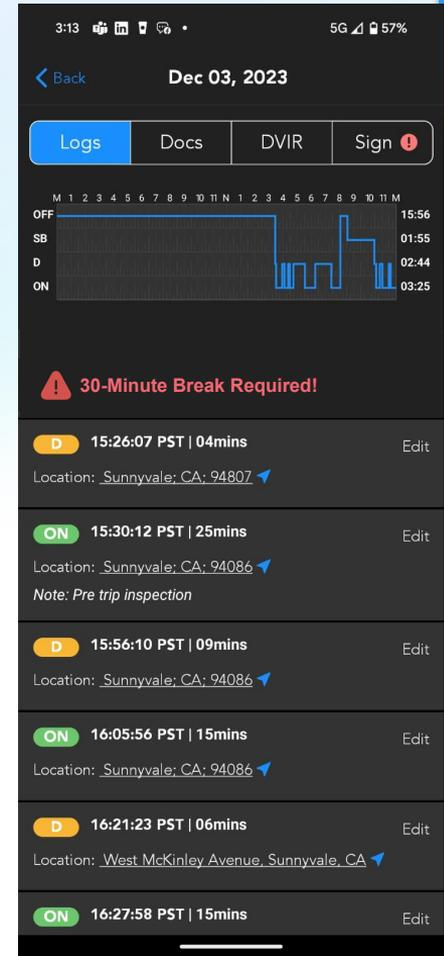 3:13 in 5G 57%
Back Dec 03, 2023
Logs Docs DVIR Sign !
M 1 2 3 4 5 6 7 8 9 10 11 N 1 2 3 4 5 6 7 8 9 10 11 M
OFF 15:56
SB 01:55
D 02:44
ON 03:25
! 30-Minute Break Required!
D 15:26:07 PST | 04mins Edit
Location: Sunnyvale; CA; 94807
ON 15:30:12 PST | 25mins Edit
Location: Sunnyvale; CA; 94086
Note: Pre trip inspection
D 15:56:10 PST | 09mins Edit
Location: Sunnyvale; CA; 94086
ON 16:05:56 PST | 15mins Edit
Location: Sunnyvale; CA; 94086
D 16:21:23 PST | 06mins Edit
Location: West McKinley Avenue, Sunnyvale, CA
ON 16:27:58 PST | 15mins Edit